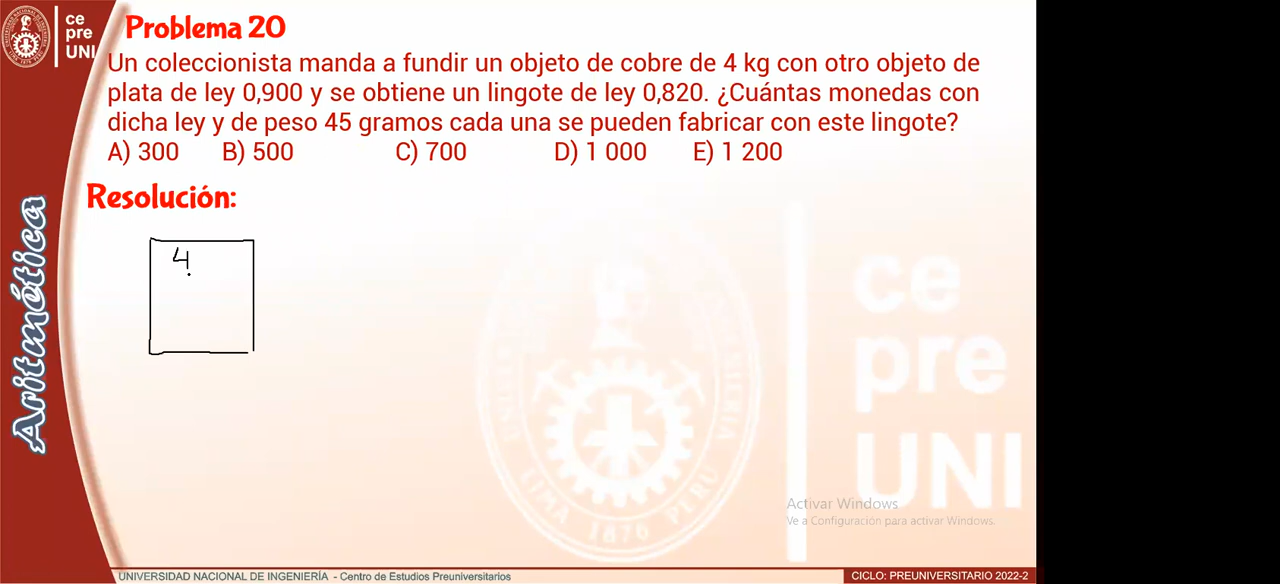 ce
pre
UNI
Problema 20
Un coleccionista manda a fundir un objeto de cobre de 4 kg con otro objeto de
plata de ley 0,900 y se obtiene un lingote de ley 0,820. ¿Cuántas monedas con
dicha ley y de peso 45 gramos cada una se pueden fabricar con este lingote?
A) 300 B) 500 C) 700 D) 1 000 E) 1 200
Resolución:
4
Aritmética
ce
pre
UNI
LIMA 1876 PERU
Activar Windows
Ve a Configuración para activar Windows.
UNIVERSIDAD NACIONAL DE INGENIERÍA - Centro de Estudios Preuniversitarios
CICLO: PREUNIVERSITARIO 2022-2